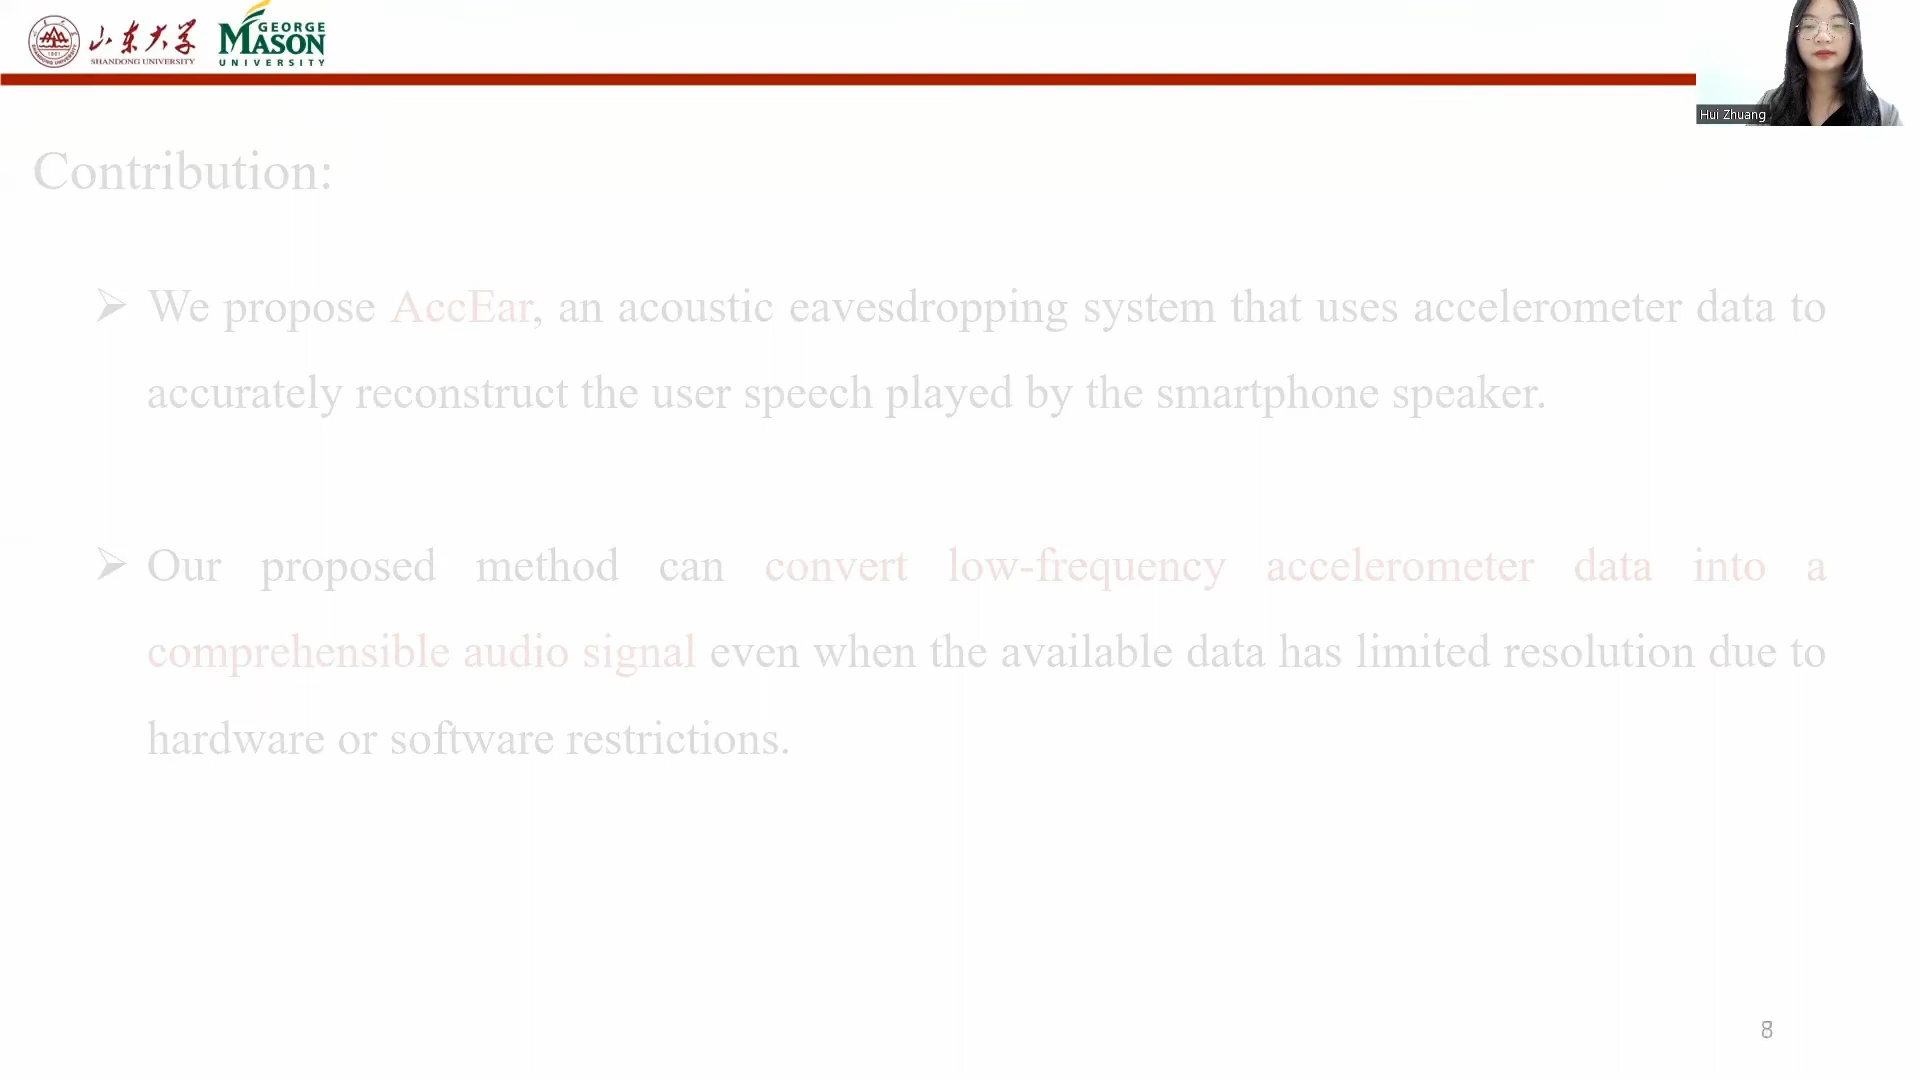 山东大学
SHANDONG UNIVERSITY
1901
GEORGE
MASON
UNIVERSITY
Hui Zhuang
Contribution:
➢ We propose AccEar, an acoustic eavesdropping system that uses accelerometer data to
accurately reconstruct the user speech played by the smartphone speaker.
➢ Our proposed method can convert low-frequency accelerometer data into a
comprehensible audio signal even when the available data has limited resolution due to
hardware or software restrictions.
8